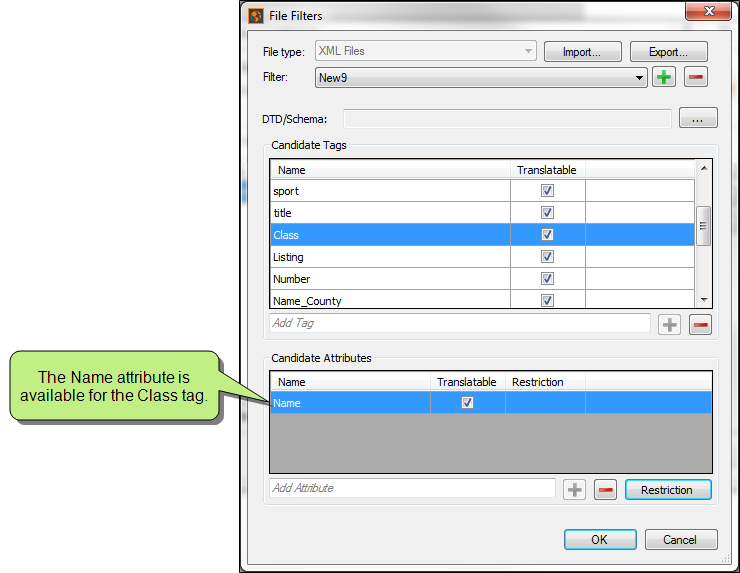 File Filters
File type: XML Files Import... Export...
Filter: New9
DTD/Schema: ...
Candidate Tags
Name Translatable
sport
title
Class
Listing
Number
Name_County
Add Tag
The Name attribute is
available for the Class tag.
Candidate Attributes
Name Translatable Restriction
Name
Add Attribute Restriction
OK Cancel